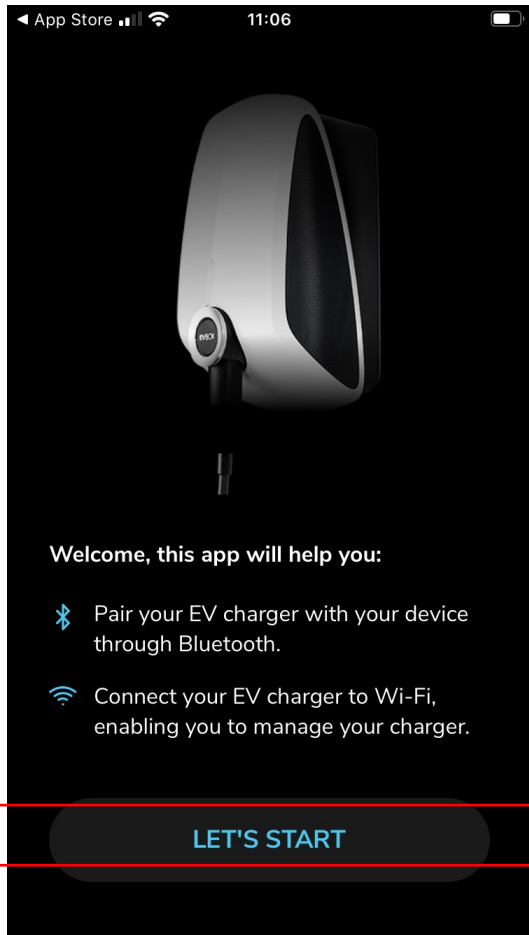 App Store
11:06
EVBOX
Welcome, this app will help you:
Pair your EV charger with your device
through Bluetooth.
Connect your EV charger to Wi-Fi,
enabling you to manage your charger.
LET'S START